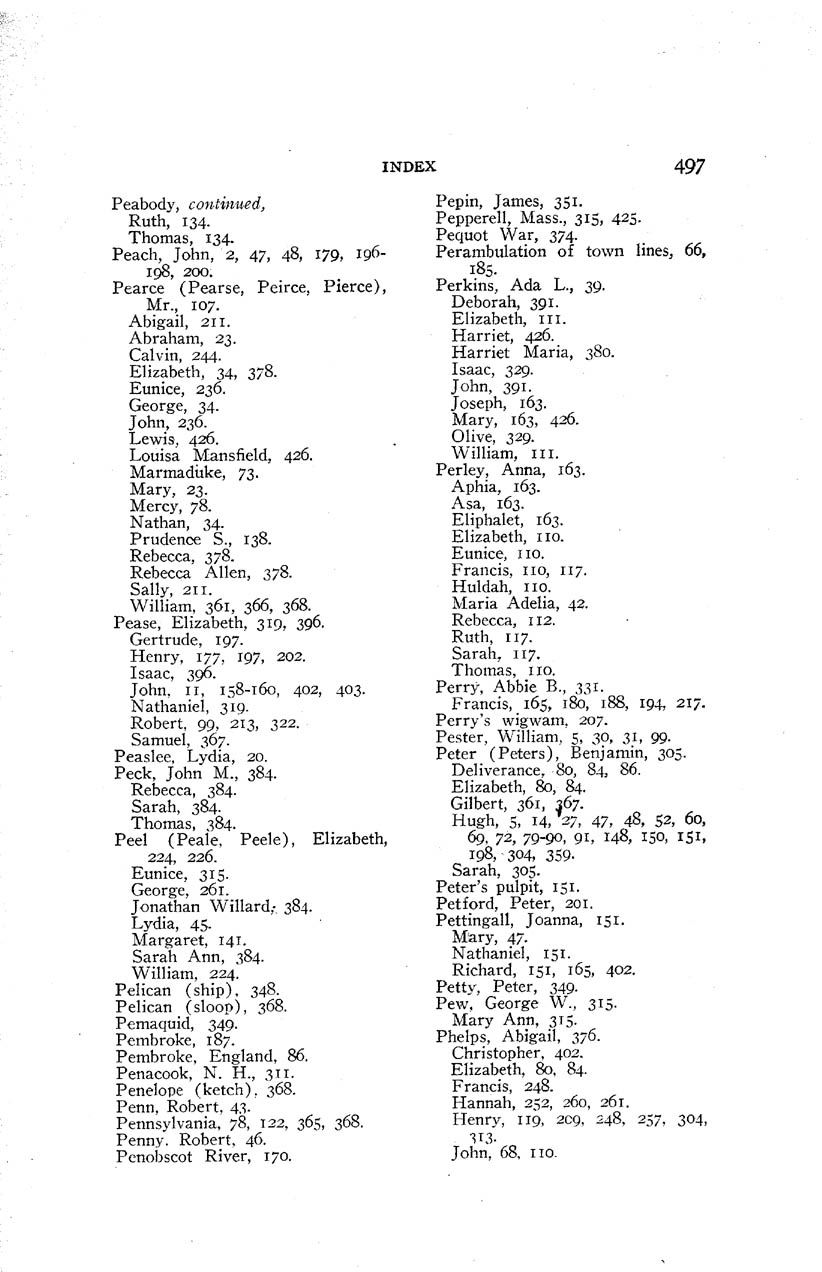 INDEX 497
Peabody, continued,
Ruth, 134.
Thomas, 134.
Peach, John, 2, 47, 48, 179, 196-
198, 200.
Pearce (Pearse, Peirce, Pierce),
Mr., 107.
Abigail, 211.
Abraham, 23.
Calvin, 244.
Elizabeth, 34, 378.
Eunice, 236.
George, 34.
John, 236.
Lewis, 426.
Louisa Mansfield, 426.
Marmaduke, 73.
Mary, 23.
Mercy, 78.
Nathan, 34.
Prudence S., 138.
Rebecca, 378.
Rebecca Allen, 378.
Sally, 211.
William, 361, 366, 368.
Pease, Elizabeth, 319, 396.
Gertrude, 197.
Henry, 177, 197, 202.
Isaac, 396.
John, 11, 158-160, 402, 403.
Nathaniel, 319.
Robert, 99, 213, 322.
Samuel, 367.
Peaslee, Lydia, 20.
Peck, John M., 384.
Rebecca, 384.
Sarah, 384.
Thomas, 384.
Peel (Peale, Peele), Elizabeth,
224, 226.
Eunice, 315.
George, 261.
Jonathan Willard, 384.
Lydia, 45.
Margaret, 141.
Sarah Ann, 384.
William, 224.
Pelican (ship), 348.
Pelican (sloop), 368.
Pemaquid, 349.
Pembroke, 187.
Pembroke, England, 86.
Penacook, N. H., 311.
Penelope (ketch), 368.
Penn, Robert, 43.
Pennsylvania, 78, 122, 365, 368.
Penny, Robert, 46.
Penobscot River, 170.
Pepin, James, 351.
Pepperell, Mass., 315, 425.
Pequot War, 374.
Perambulation of town lines, 66,
185.
Perkins, Ada L., 39.
Deborah, 391.
Elizabeth, 111.
Harriet, 426.
Harriet Maria, 380.
Isaac, 329.
John, 391.
Joseph, 163.
Mary, 163, 426.
Olive, 329.
William, 111.
Perley, Anna, 163.
Aphia, 163.
Asa, 163.
Eliphalet, 163.
Elizabeth, 110.
Eunice, 110.
Francis, 110, 117.
Huldah, 110.
Maria Adelia, 42.
Rebecca, 112.
Ruth, 117.
Sarah, 117.
Thomas, 110.
Perry, Abbie B., 331.
Francis, 165, 180, 188, 194, 217.
Perry's wigwam, 207.
Pester, William, 5, 30, 31, 99.
Peter (Peters), Benjamin, 305.
Deliverance, 80, 84, 86.
Elizabeth, 80, 84.
Gilbert, 361, 367.
Hugh, 5, 14, 27, 47, 48, 52, 60,
69, 72, 79-90, 91, 148, 150, 151,
198, 304, 359.
Sarah, 305.
Peter's pulpit, 151.
Petford, Peter, 201.
Pettingall, Joanna, 151.
Mary, 47.
Nathaniel, 151.
Richard, 151, 165, 402.
Petty, Peter, 349.
Pew, George W., 315.
Mary Ann, 315.
Phelps, Abigail, 376.
Christopher, 402.
Elizabeth, 80, 84.
Francis, 248.
Hannah, 252, 260, 261.
Henry, 119, 209, 248, 257, 304,
313.
John, 68, 110.